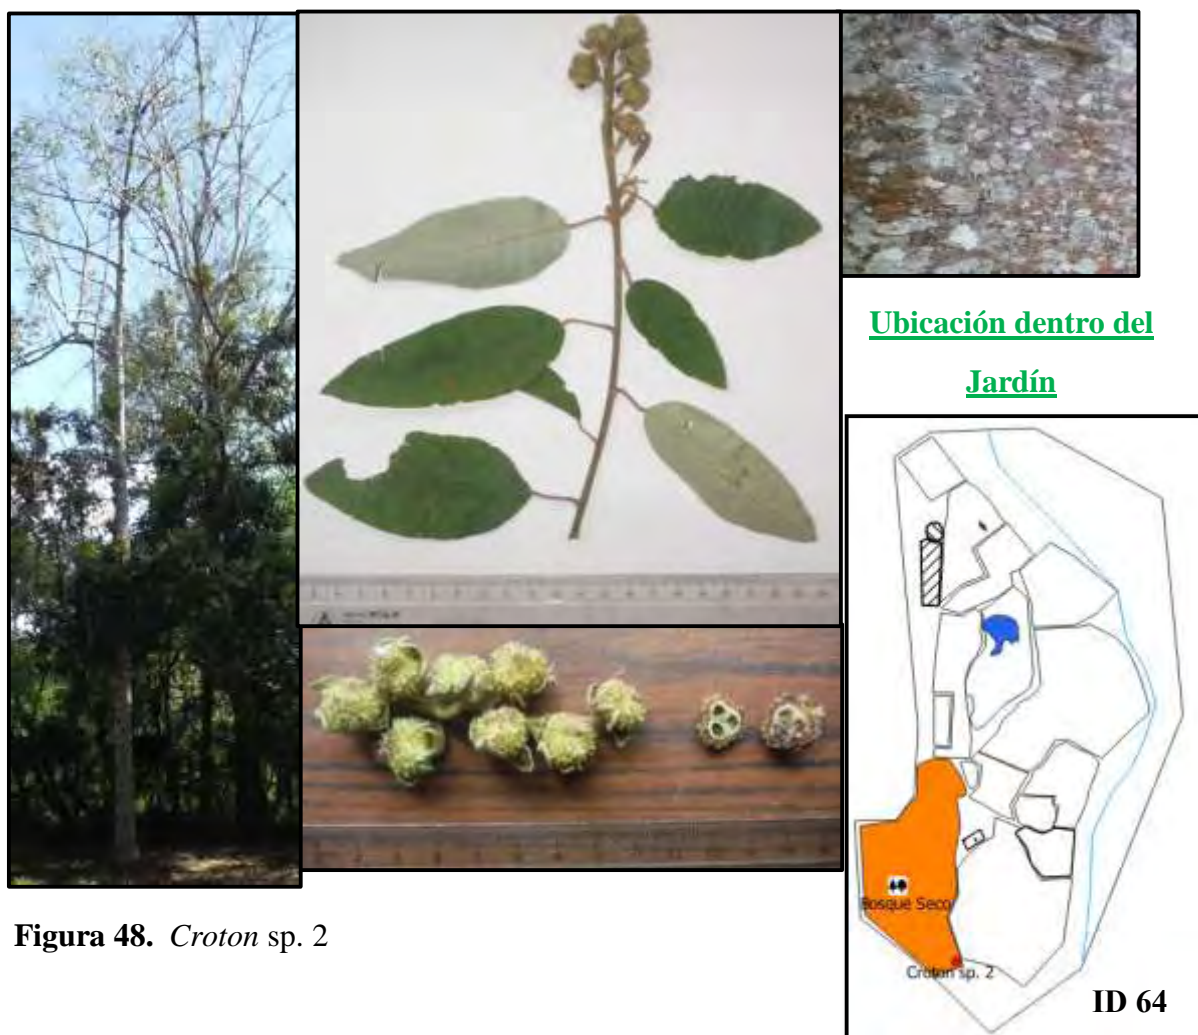 Ubicación dentro del
Jardín
Bosque Seco
Croton sp. 2
ID 64
Figura 48. Croton sp. 2